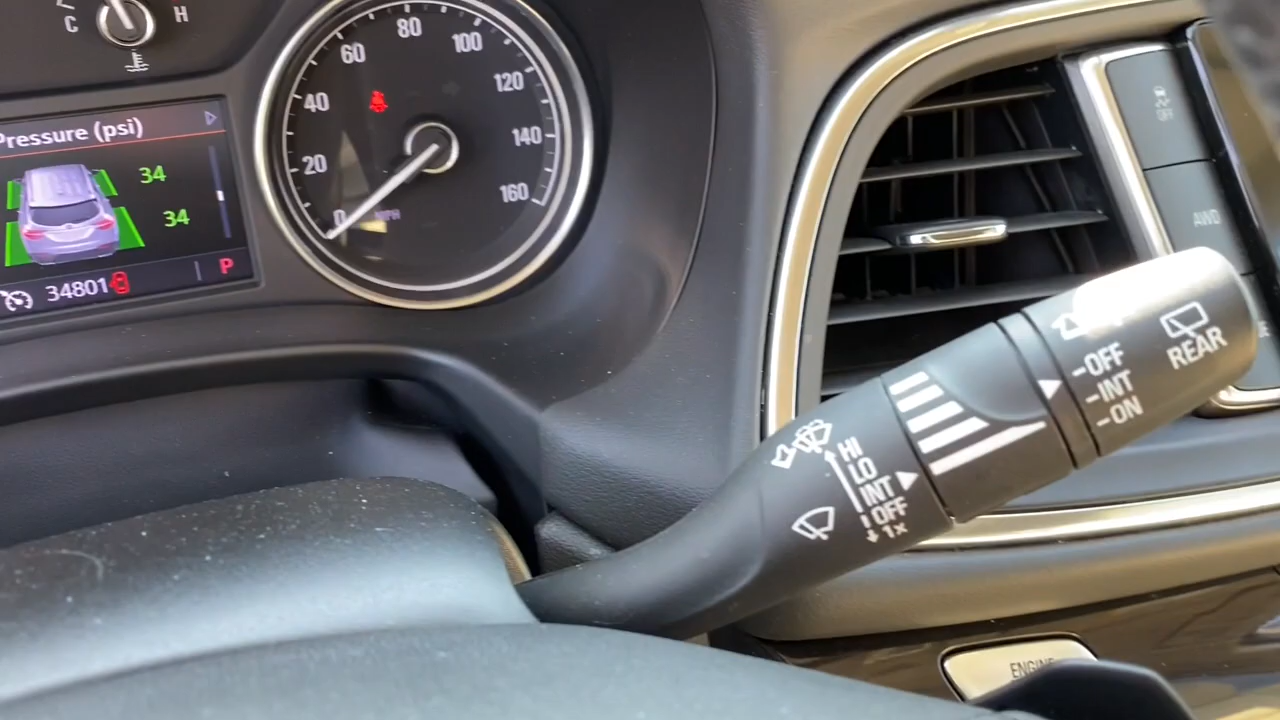 C
H
Pressure (psi)
34
34
34801
P
0
20
40
60
80
100
120
140
160
MPH
OFF
AWD
HI
LO
INT
OFF
1x
-OFF
-INT
-ON
REAR
ENGINE